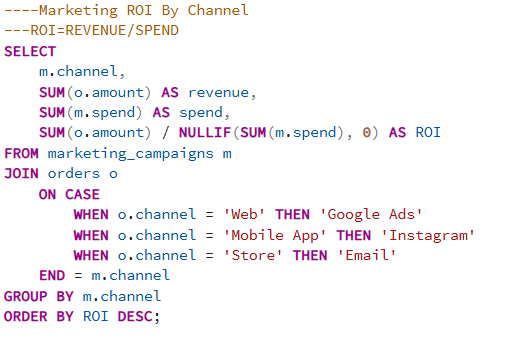 ----Marketing ROI By Channel
---ROI=REVENUE/SPEND
SELECT
    m.channel,
    SUM(o.amount) AS revenue,
    SUM(m.spend) AS spend,
    SUM(o.amount) / NULLIF(SUM(m.spend), 0) AS ROI
FROM marketing_campaigns m
JOIN orders o
    ON CASE
        WHEN o.channel = 'Web' THEN 'Google Ads'
        WHEN o.channel = 'Mobile App' THEN 'Instagram'
        WHEN o.channel = 'Store' THEN 'Email'
    END = m.channel
GROUP BY m.channel
ORDER BY ROI DESC;